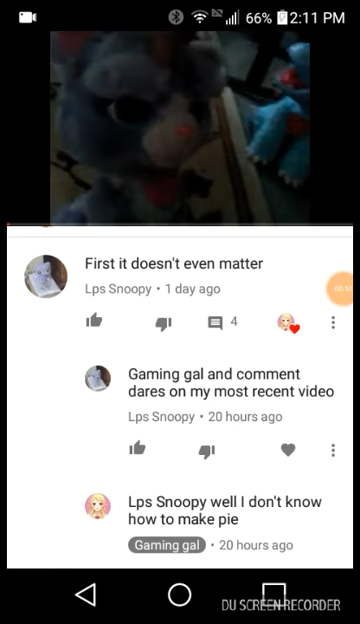 66% 2:11 PM
First it doesn't even matter
Lps Snoopy • 1 day ago
4
Gaming gal and comment
dares on my most recent video
Lps Snoopy • 20 hours ago
Lps Snoopy well I don't know
how to make pie
Gaming gal • 20 hours ago
DU SCREEN RECORDER